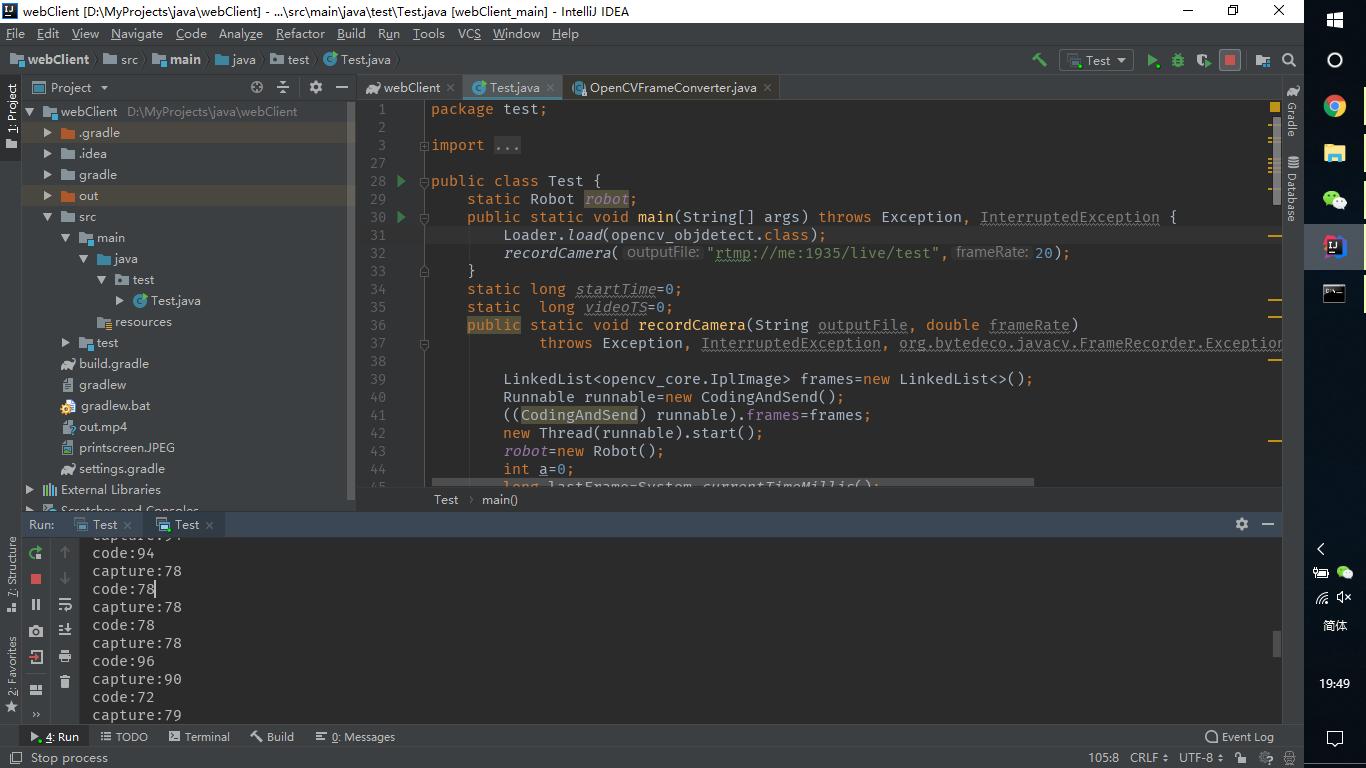 webClient [D:\MyProjects\java\webClient] - ...\src\main\java\test\Test.java [webClient_main] - IntelliJ IDEA
File Edit View Navigate Code Analyze Refactor Build Run Tools VCS Window Help
webClient src main java test Test.java
Test
1: Project
Project
webClient D:\MyProjects\java\webClient
.gradle
.idea
gradle
out
src
main
java
test
Test.java
resources
test
build.gradle
gradlew
gradlew.bat
out.mp4
printscreen.JPEG
settings.gradle
External Libraries
Scratches and Consoles
webClient Test.java OpenCVFrameConverter.java
1 package test;
2
3 import ...
27
28 public class Test {
29 static Robot robot;
30 public static void main(String[] args) throws Exception, InterruptedException {
31 Loader.load(opencv_objdetect.class);
32 recordCamera( outputFile: "rtmp://me:1935/live/test", frameRate: 20);
33 }
34 static long startTime=0;
35 static  long videoTS=0;
36 public static void recordCamera(String outputFile, double frameRate)
37 throws Exception, InterruptedException, org.bytedeco.javacv.FrameRecorder.Exception
38
39 LinkedList<opencv_core.IplImage> frames=new LinkedList<>();
40 Runnable runnable=new CodingAndSend();
41 ((CodingAndSend) runnable).frames=frames;
42 new Thread(runnable).start();
43 robot=new Robot();
44 int a=0;
45 long lastFrame=System.currentTimeMillis();
Test main()
Gradle
Database
Run: Test Test
capture:94
code:94
capture:78
code:78
capture:78
code:78
capture:78
code:96
capture:90
code:72
capture:79
7: Structure
2: Favorites
4: Run TODO Terminal Build 0: Messages Event Log
Stop process 105:8 CRLF UTF-8
简体
19:49